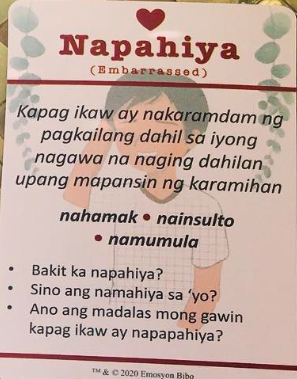 Napahiya
(Embarrassed)
Kapag ikaw ay nakaramdam ng
pagkailang dahil sa iyong
nagawa na naging dahilan
upang mapansin ng karamihan
nahamak • nainsulto
• namumula
• Bakit ka napahiya?
• Sino ang namahiya sa 'yo?
• Ano ang madalas mong gawin
kapag ikaw ay napapahiya?
™ & © 2020 Emosyon Bibo